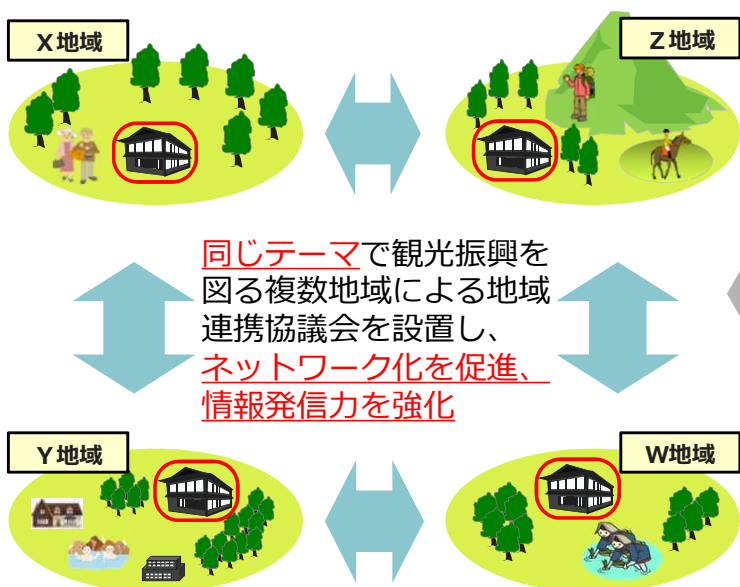 X地域
Z地域
同じテーマで観光振興を
図る複数地域による地域
連携協議会を設置し、
ネットワーク化を促進、
情報発信力を強化
Y地域
W地域